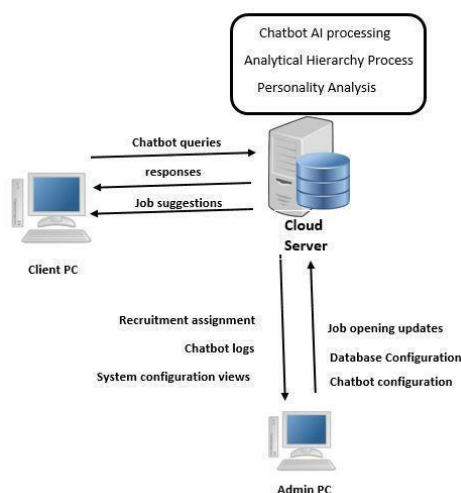 Chatbot AI processing
Analytical Hierarchy Process
Personality Analysis
Chatbot queries
responses
Job suggestions
Client PC
Cloud
Server
Recruitment assignment
Chatbot logs
System configuration views
Job opening updates
Database Configuration
Chatbot configuration
Admin PC